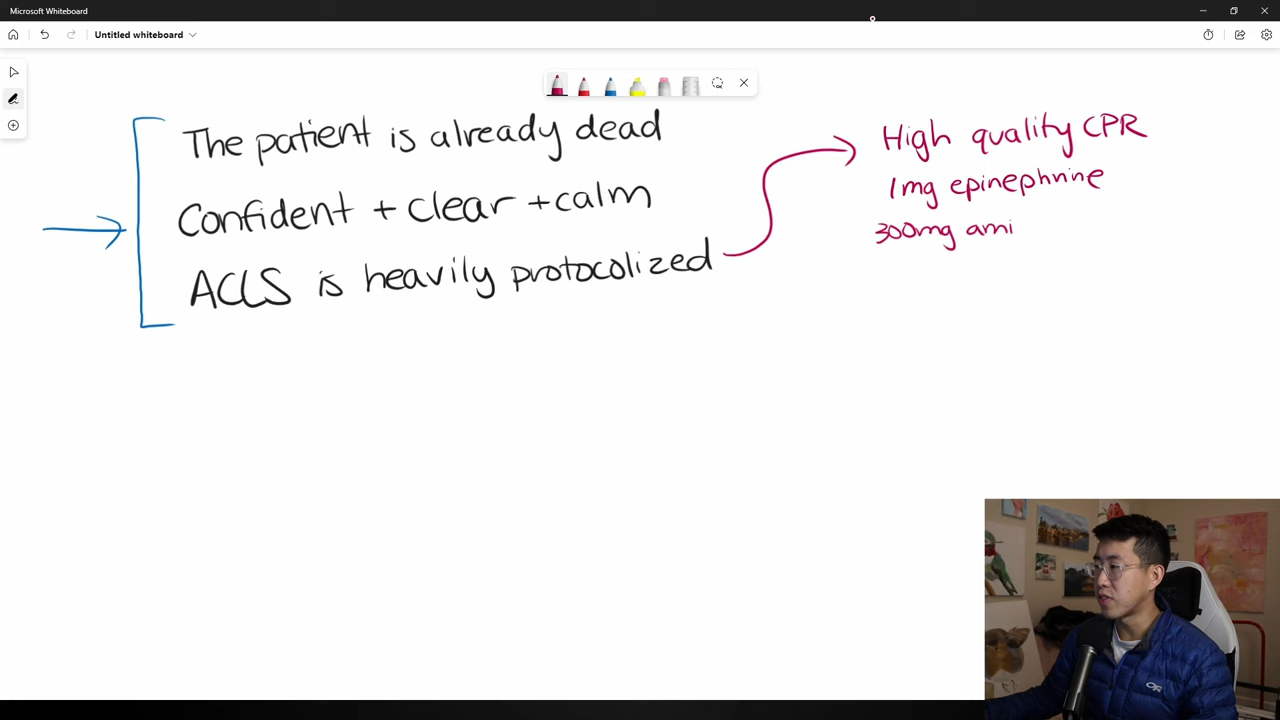 Microsoft Whiteboard
Untitled whiteboard
The patient is already dead
Confident + clear + calm
ACLS is heavily protocolized
High quality CPR
1mg epinephrine
300mg ami